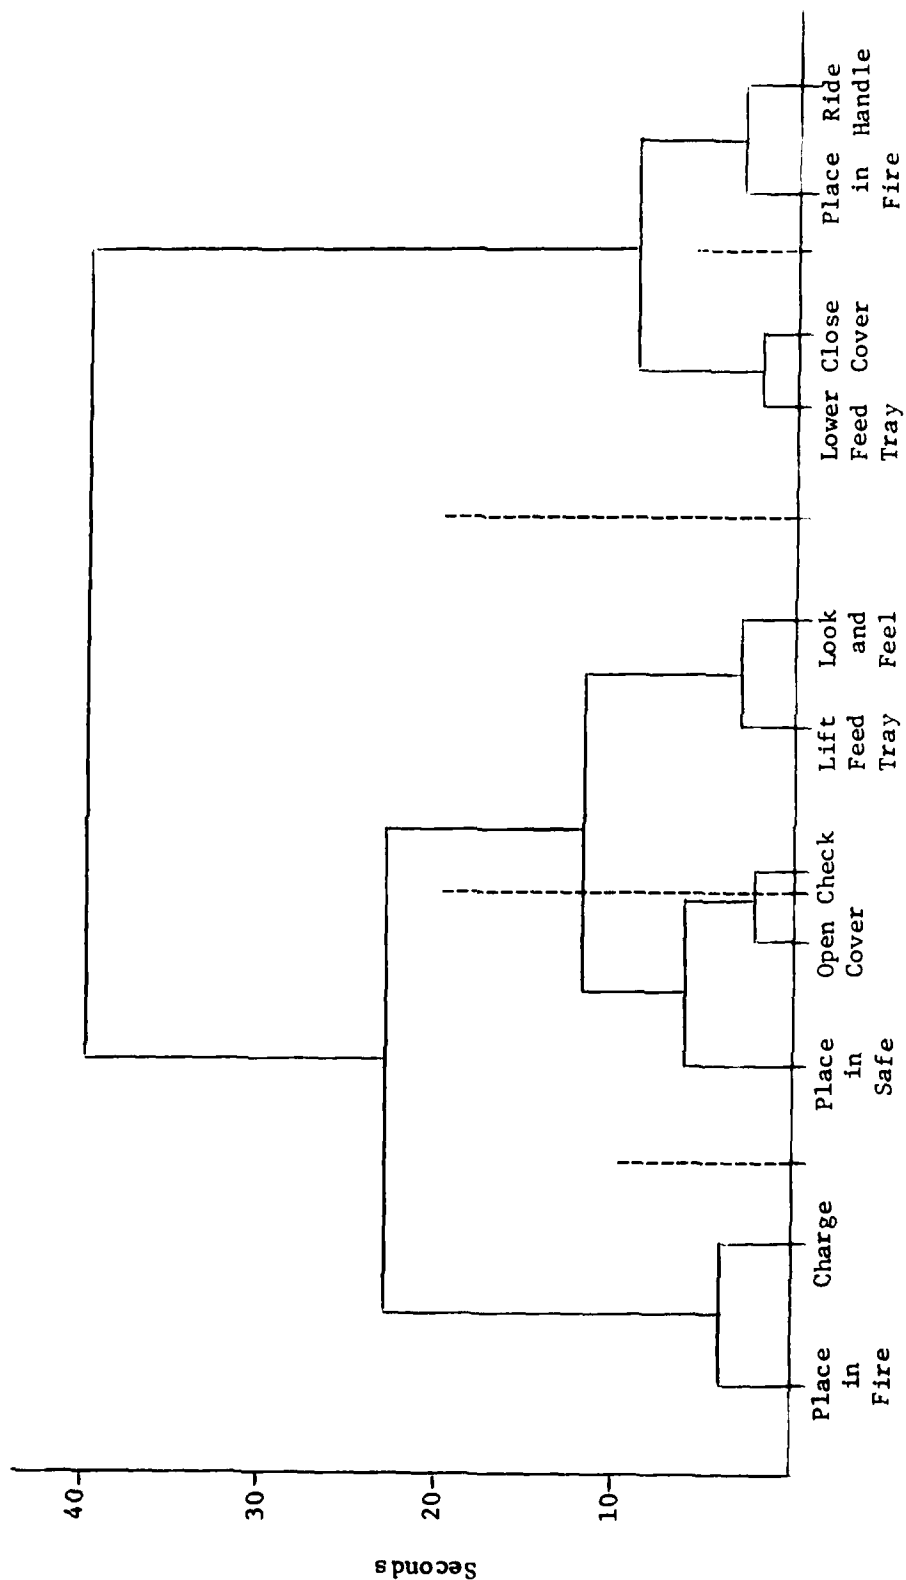 Seconds
40
30
20
10
Place
in
Fire
Charge
Place
in
Safe
Open
Cover
Check
Lift
Feed
Tray
Look
and
Feel
Lower
Feed
Tray
Close
Cover
Place
in
Fire
Ride
Handle